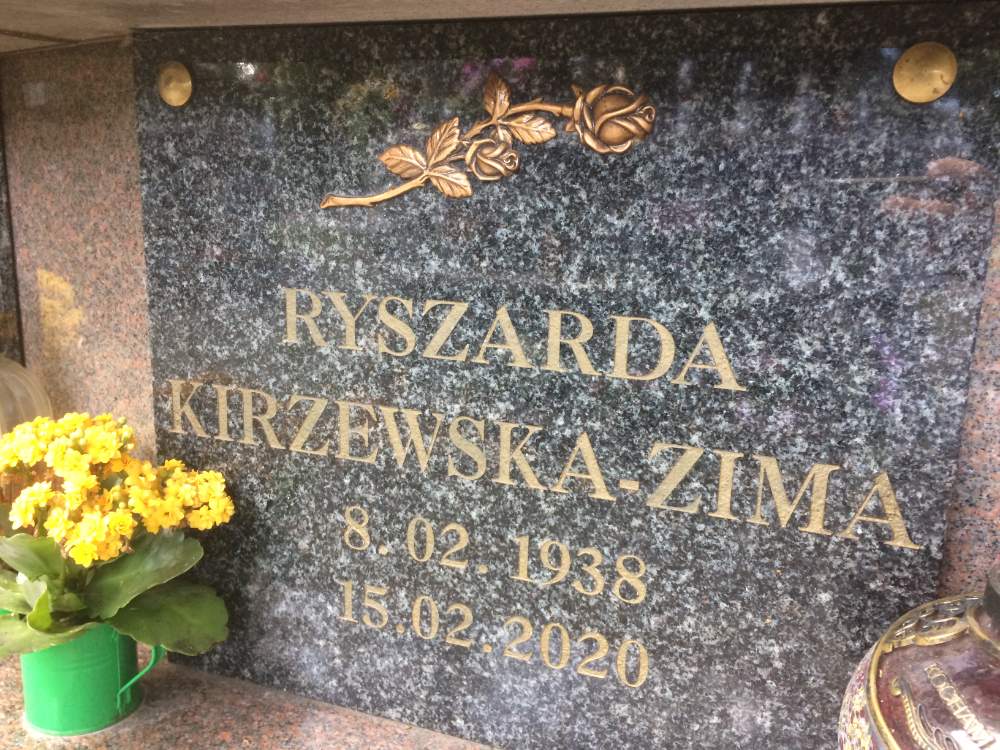 RYSZARDA
KIRZEWSKA-ZIMA
8. 02. 1938
15.02.2020